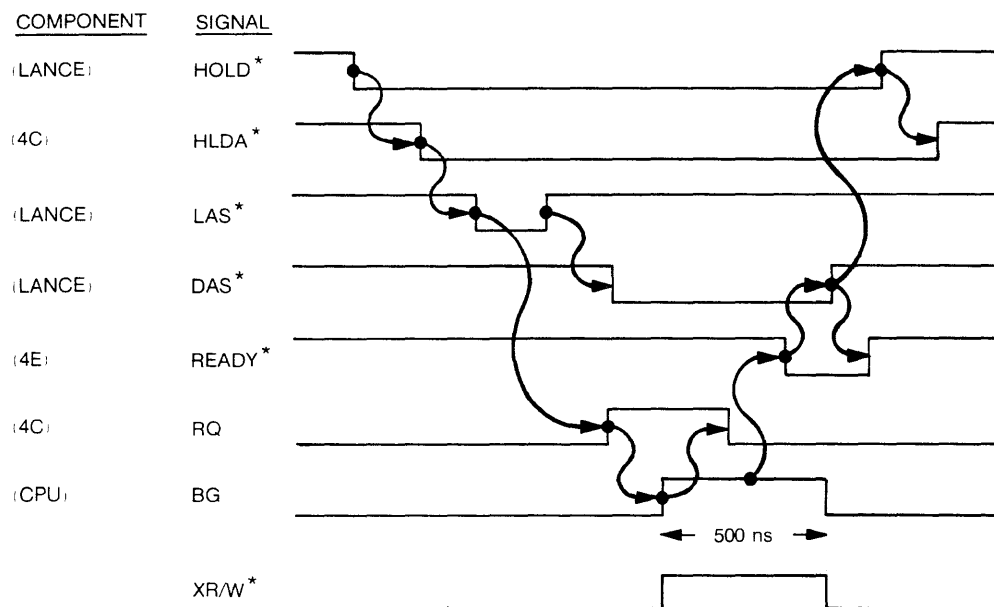 COMPONENT SIGNAL
(LANCE) HOLD*
(4C) HLDA*
(LANCE) LAS*
(LANCE) DAS*
(4E) READY*
(4C) RQ
(CPU) BG
500 ns
XR/W*